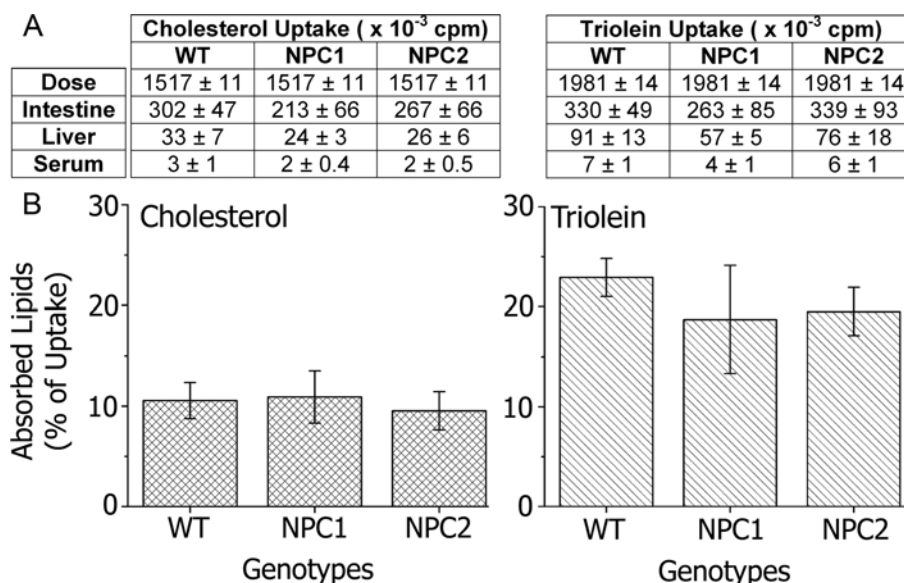 A
Cholesterol Uptake ( x 10⁻³ cpm)
WT NPC1 NPC2
Dose 1517 ± 11 1517 ± 11 1517 ± 11
Intestine 302 ± 47 213 ± 66 267 ± 66
Liver 33 ± 7 24 ± 3 26 ± 6
Serum 3 ± 1 2 ± 0.4 2 ± 0.5
Triolein Uptake ( x 10⁻³ cpm)
WT NPC1 NPC2
1981 ± 14 1981 ± 14 1981 ± 14
330 ± 49 263 ± 85 339 ± 93
91 ± 13 57 ± 5 76 ± 18
7 ± 1 4 ± 1 6 ± 1
B
Absorbed Lipids
(% of Uptake)
30
20
10
0
Cholesterol
WT NPC1 NPC2
Genotypes
30
20
10
0
Triolein
WT NPC1 NPC2
Genotypes